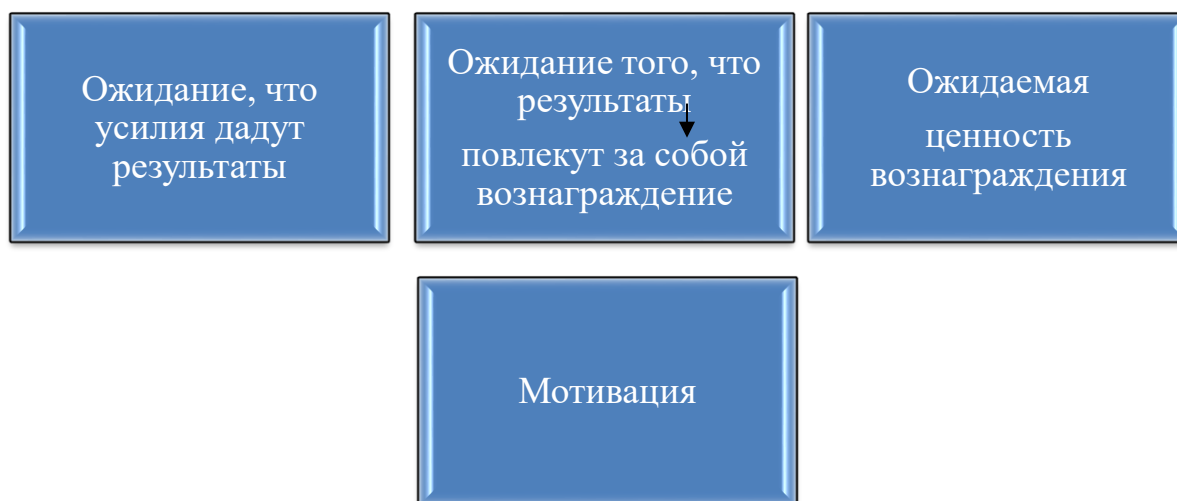 Ожидание, что
усилия дадут
результаты
Ожидание того, что
результаты
повлекут за собой
вознаграждение
Ожидаемая
ценность
вознаграждения
Мотивация